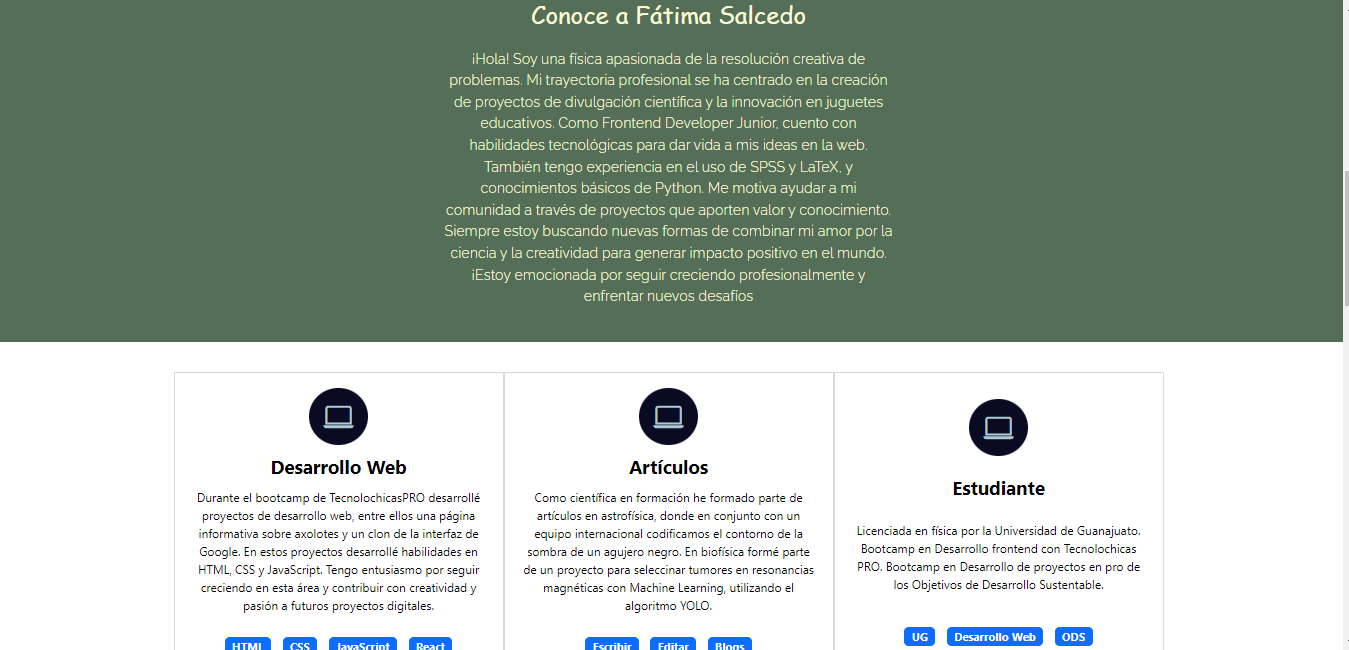 Conoce a Fátima Salcedo
¡Hola! Soy una física apasionada de la resolución creativa de
problemas. Mi trayectoria profesional se ha centrado en la creación
de proyectos de divulgación científica y la innovación en juguetes
educativos. Como Frontend Developer Junior, cuento con
habilidades tecnológicas para dar vida a mis ideas en la web.
También tengo experiencia en el uso de SPSS y LaTeX, y
conocimientos básicos de Python. Me motiva ayudar a mi
comunidad a través de proyectos que aporten valor y conocimiento.
Siempre estoy buscando nuevas formas de combinar mi amor por la
ciencia y la creatividad para generar impacto positivo en el mundo.
¡Estoy emocionada por seguir creciendo profesionalmente y
enfrentar nuevos desafíos
Desarrollo Web
Durante el bootcamp de TecnolochicasPRO desarrollé
proyectos de desarrollo web, entre ellos una página
informativa sobre axolotes y un clon de la interfaz de
Google. En estos proyectos desarrollé habilidades en
HTML, CSS y JavaScript. Tengo entusiasmo por seguir
creciendo en esta área y contribuir con creatividad y
pasión a futuros proyectos digitales.
HTML CSS JavaScript React
Artículos
Como científica en formación he formado parte de
artículos en astrofísica, donde en conjunto con un
equipo internacional codificamos el contorno de la
sombra de un agujero negro. En biofísica formé parte
de un proyecto para seleccinar tumores en resonancias
magnéticas con Machine Learning, utilizando el
algoritmo YOLO.
Escribir Editar Blogs
Estudiante
Licenciada en física por la Universidad de Guanajuato.
Bootcamp en Desarrollo frontend con Tecnolochicas
PRO. Bootcamp en Desarrollo de proyectos en pro de
los Objetivos de Desarrollo Sustentable.
UG Desarrollo Web ODS